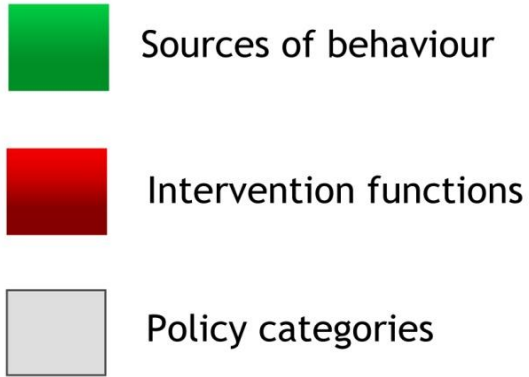 Sources of behaviour
Intervention functions
Policy categories